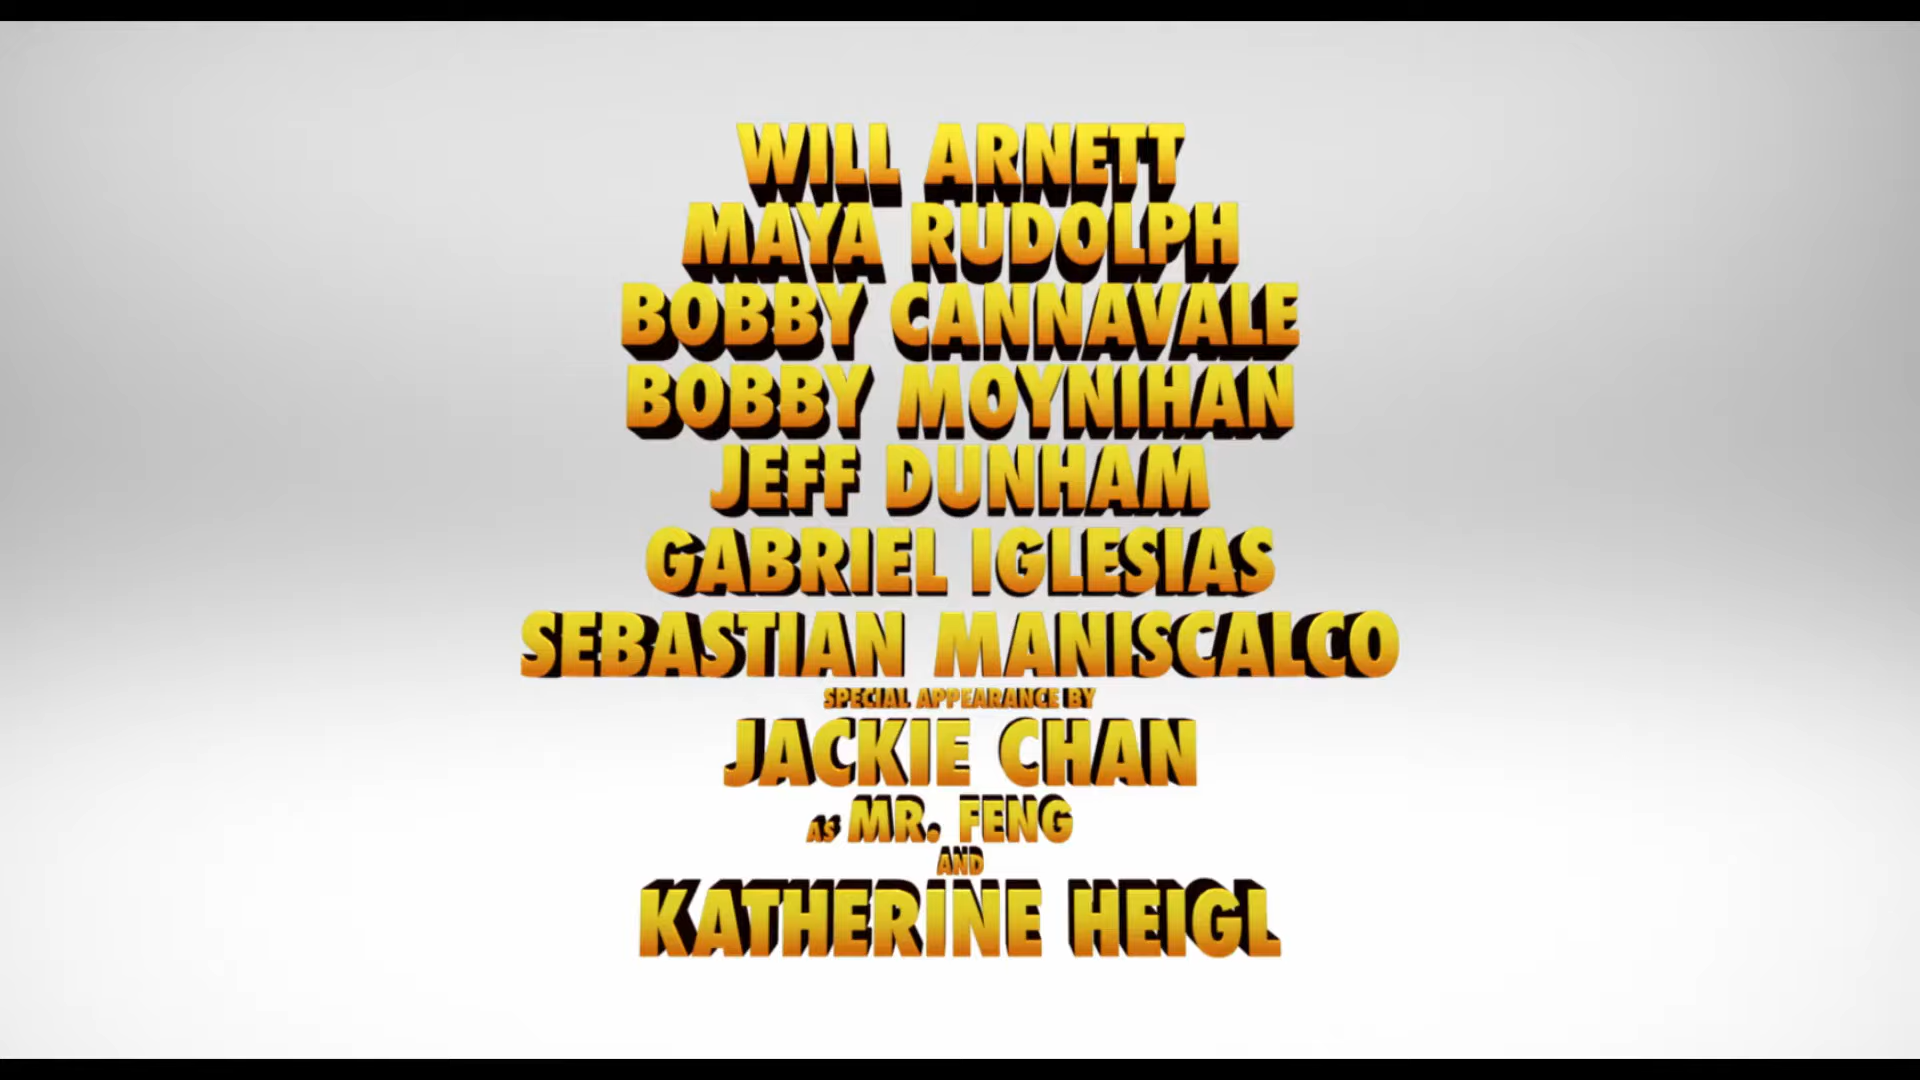 WILL ARNETT
MAYA RUDOLPH
BOBBY CANNAVALE
BOBBY MOYNIHAN
JEFF DUNHAM
GABRIEL IGLESIAS
SEBASTIAN MANISCALCO
SPECIAL APPEARANCE BY
JACKIE CHAN
AS MR. FENG
AND
KATHERINE HEIGL